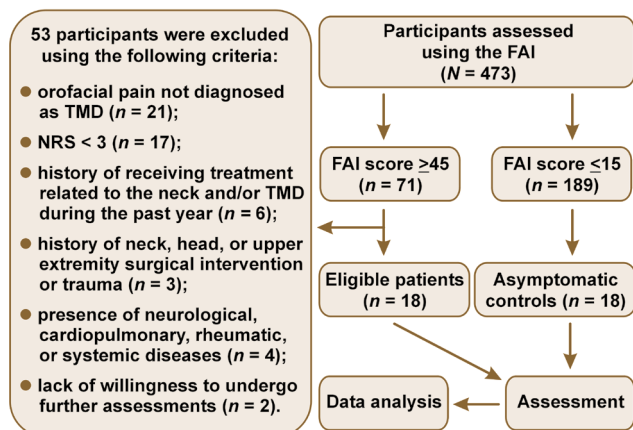 53 participants were excluded
using the following criteria:
● orofacial pain not diagnosed
as TMD (n = 21);
● NRS < 3 (n = 17);
● history of receiving treatment
related to the neck and/or TMD
during the past year (n = 6);
● history of neck, head, or upper
extremity surgical intervention
or trauma (n = 3);
● presence of neurological,
cardiopulmonary, rheumatic,
or systemic diseases (n = 4);
● lack of willingness to undergo
further assessments (n = 2).
Participants assessed
using the FAI
(N = 473)
FAI score ≥45
(n = 71)
FAI score ≤15
(n = 189)
Eligible patients
(n = 18)
Asymptomatic
controls (n = 18)
Data analysis
Assessment